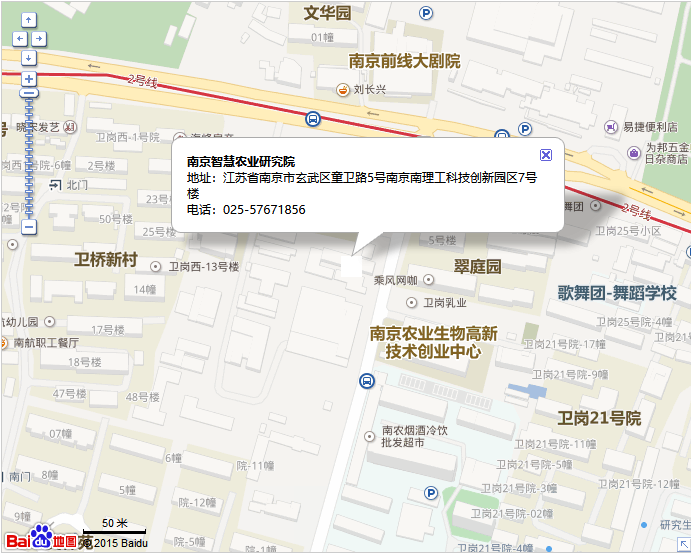 文华园
01幢
南京前线大剧院
刘长兴
2号线
晓东发艺
卫岗西-1号院
易捷便利店
为邦五金
日杂商店
南京智慧农业研究院
地址：江苏省南京市玄武区童卫路5号南京南理工科技创新园区7号
楼
电话：025-57671856
北门
50号楼
25号楼
23号楼
舞团
2号线
卫岗25号小区
5号楼
卫桥新村
卫岗西-13号楼
翠庭园
乘风网咖
14幢
卫岗乳业
歌舞团-舞蹈学校
航幼儿园
17号楼
卫岗25号院-4幢
南京农业生物高新
技术创业中心
南航职工餐厅
18号楼
卫岗21号院-17幢
卫岗21号院-9幢
47号楼
48号楼
卫岗21号院
07幢
南农烟酒冷饮
批发超市
卫岗21号院-11幢
6幢
院-11幢
卫岗21号院-5幢
南门
8幢
5幢
卫岗21号院-12幢
卫岗21号院-3幢
院-12幢
9幢
卫岗21号院-02幢
50 米
研究生
Bai du 地图
苑
© 2015 Baidu
院-13幢
院-1幢
卫岗21号院